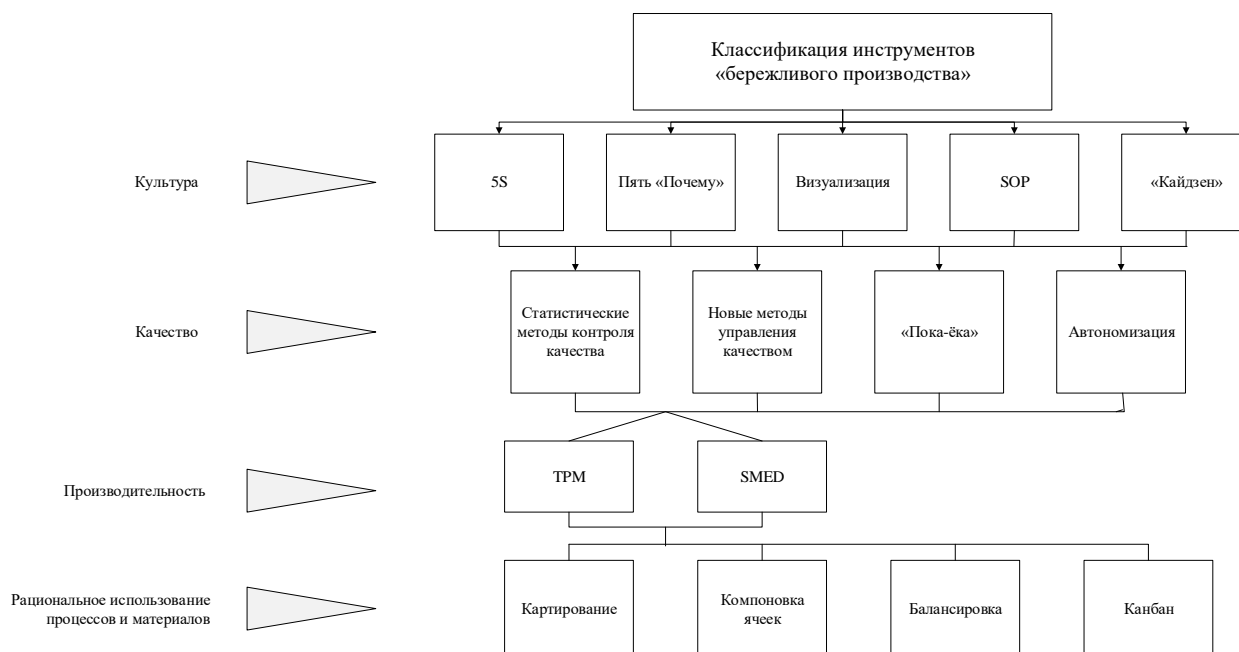 Классификация инструментов
«бережливого производства»
Культура
5S
Пять «Почему»
Визуализация
SOP
«Кайдзен»
Качество
Статистические
методы контроля
качества
Новые методы
управления
качеством
«Пока-ёка»
Автономизация
Производительность
TPM
SMED
Рациональное использование
процессов и материалов
Картирование
Компоновка
ячеек
Балансировка
Канбан